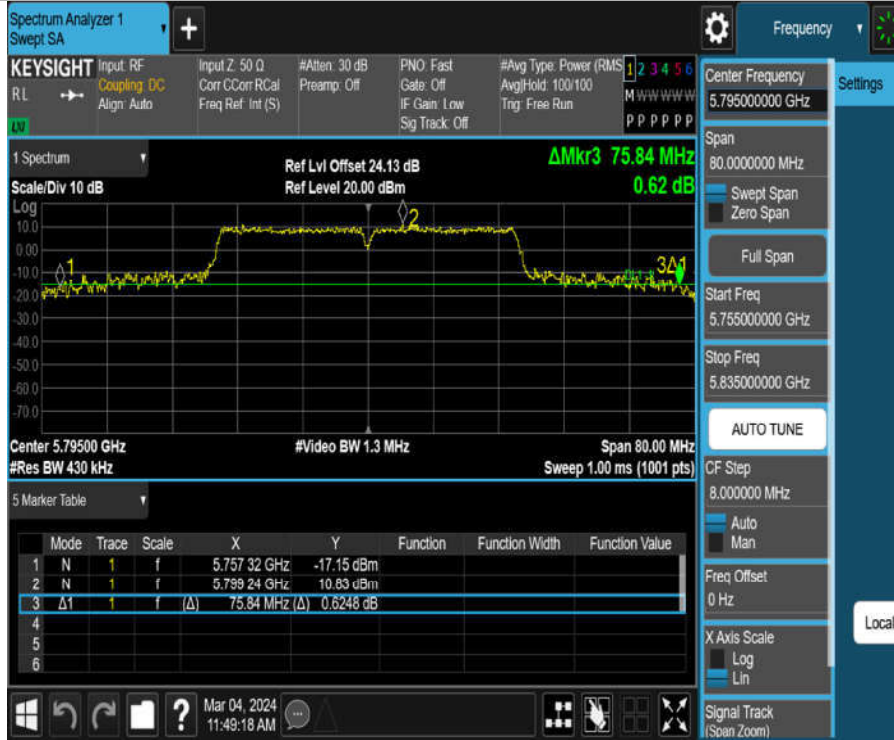 Spectrum Analyzer 1
Swept SA
+
Frequency
KEYSIGHT
RL
LXI
Input: RF
Coupling: DC
Align: Auto
Input Z: 50 Ω
Corr CCorr RCal
Freq Ref: Int (S)
#Atten: 30 dB
Preamp: Off
PNO: Fast
Gate: Off
IF Gain: Low
Sig Track: Off
#Avg Type: Power (RMS
Avg|Hold: 100/100
Trig: Free Run
1 2 3 4 5 6
M W W W W W
P P P P P P
1 Spectrum
Scale/Div 10 dB
Ref Lvl Offset 24.13 dB
Ref Level 20.00 dBm
ΔMkr3 75.84 MHz
0.62 dB
Log
10.0
0.00
-10.0
-20.0
-30.0
-40.0
-50.0
-60.0
-70.0
1
2
3Δ1
Center 5.79500 GHz
#Res BW 430 kHz
#Video BW 1.3 MHz
Span 80.00 MHz
Sweep 1.00 ms (1001 pts)
5 Marker Table
Mode Trace Scale X Y Function Function Width Function Value
1 N 1 f 5.757 32 GHz -17.15 dBm
2 N 1 f 5.799 24 GHz 10.83 dBm
3 Δ1 1 f (Δ) 75.84 MHz (Δ) 0.6248 dB
4
5
6
Mar 04, 2024
11:49:18 AM
?
Center Frequency
5.795000000 GHz
Span
80.0000000 MHz
Swept Span
Zero Span
Full Span
Start Freq
5.755000000 GHz
Stop Freq
5.835000000 GHz
AUTO TUNE
CF Step
8.000000 MHz
Auto
Man
Freq Offset
0 Hz
X Axis Scale
Log
Lin
Signal Track
(Span Zoom)
Settings
Local